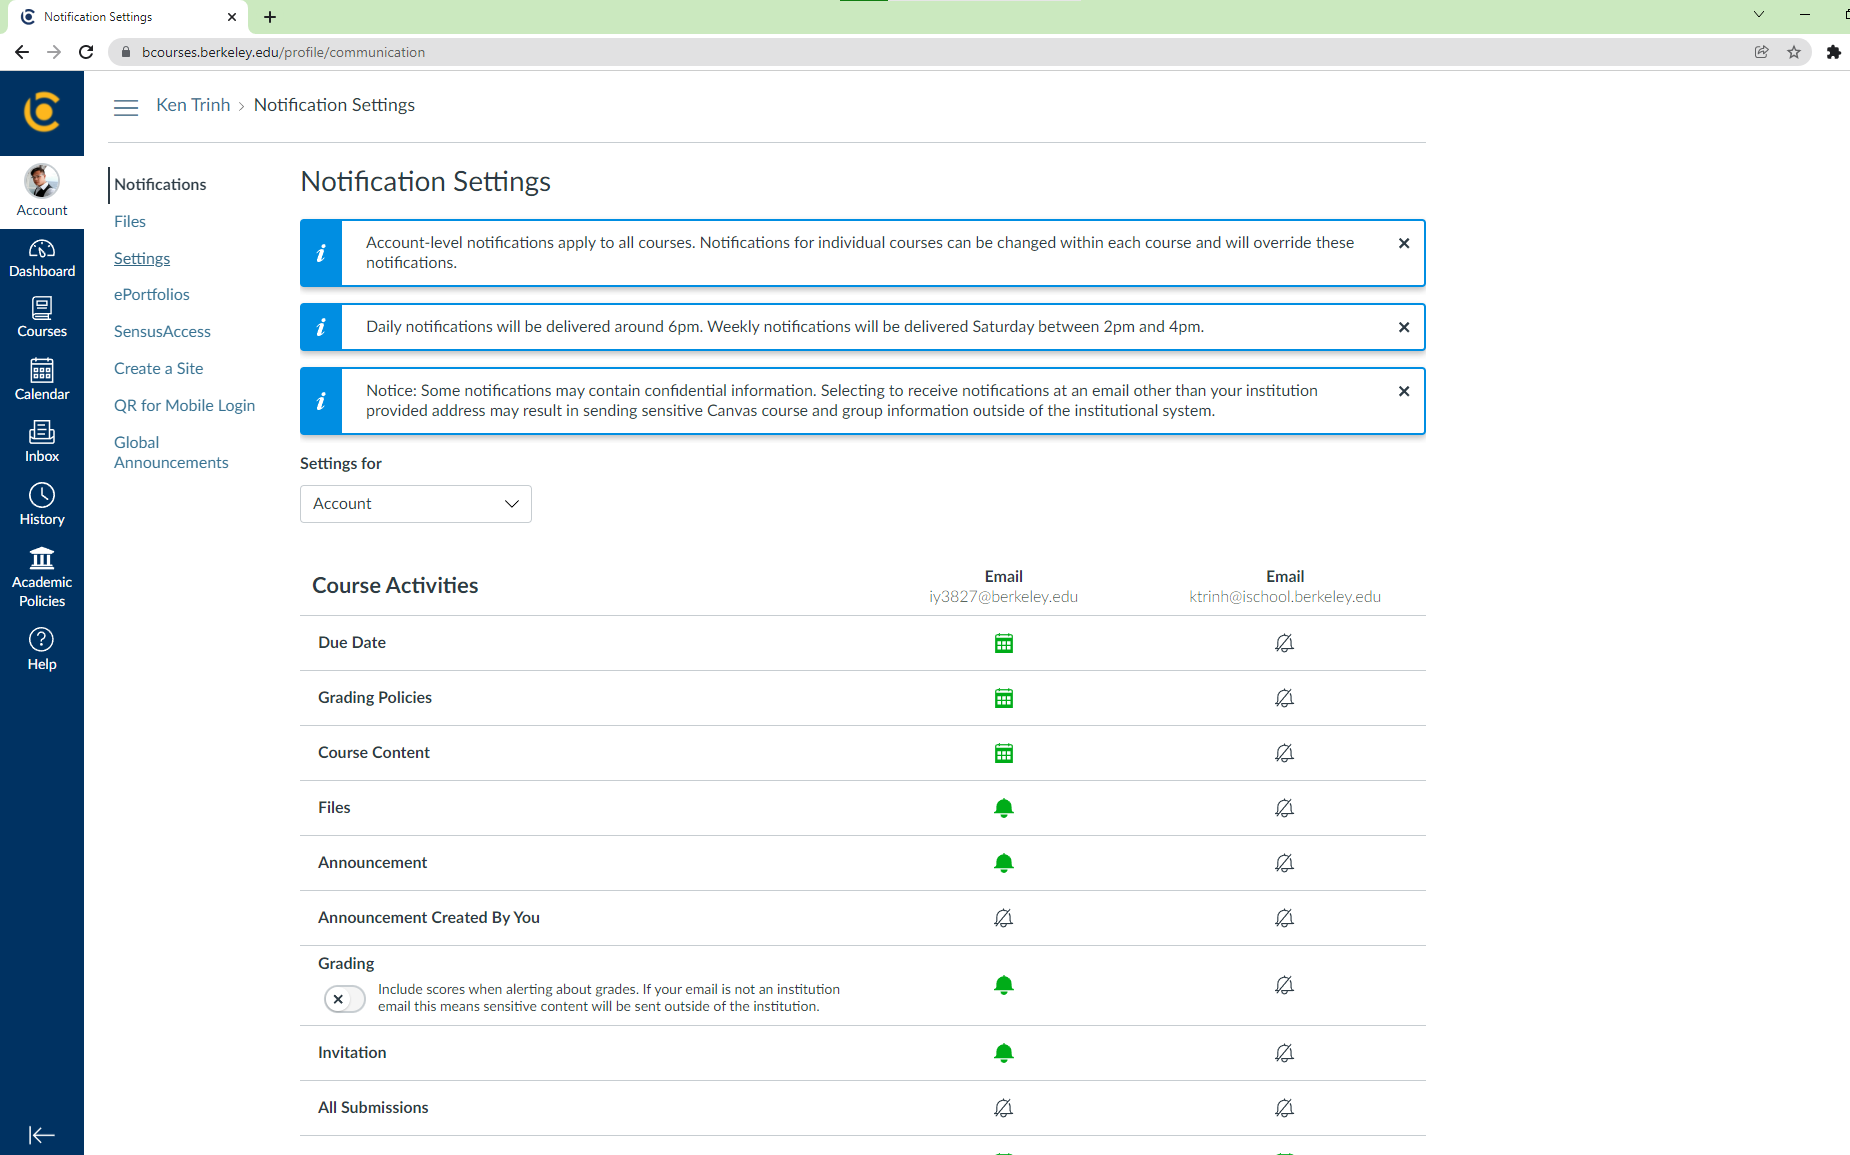 Notification Settings
bcourses.berkeley.edu/profile/communication
Ken Trinh > Notification Settings
Account
Dashboard
Courses
Calendar
Inbox
History
Academic
Policies
Help
Notifications
Files
Settings
ePortfolios
SensusAccess
Create a Site
QR for Mobile Login
Global
Announcements
Notification Settings
Account-level notifications apply to all courses. Notifications for individual courses can be changed within each course and will override these
notifications.
Daily notifications will be delivered around 6pm. Weekly notifications will be delivered Saturday between 2pm and 4pm.
Notice: Some notifications may contain confidential information. Selecting to receive notifications at an email other than your institution
provided address may result in sending sensitive Canvas course and group information outside of the institutional system.
Settings for
Account
Course Activities
Email
iy3827@berkeley.edu
Email
ktrinh@ischool.berkeley.edu
Due Date
Grading Policies
Course Content
Files
Announcement
Announcement Created By You
Grading
Include scores when alerting about grades. If your email is not an institution
email this means sensitive content will be sent outside of the institution.
Invitation
All Submissions